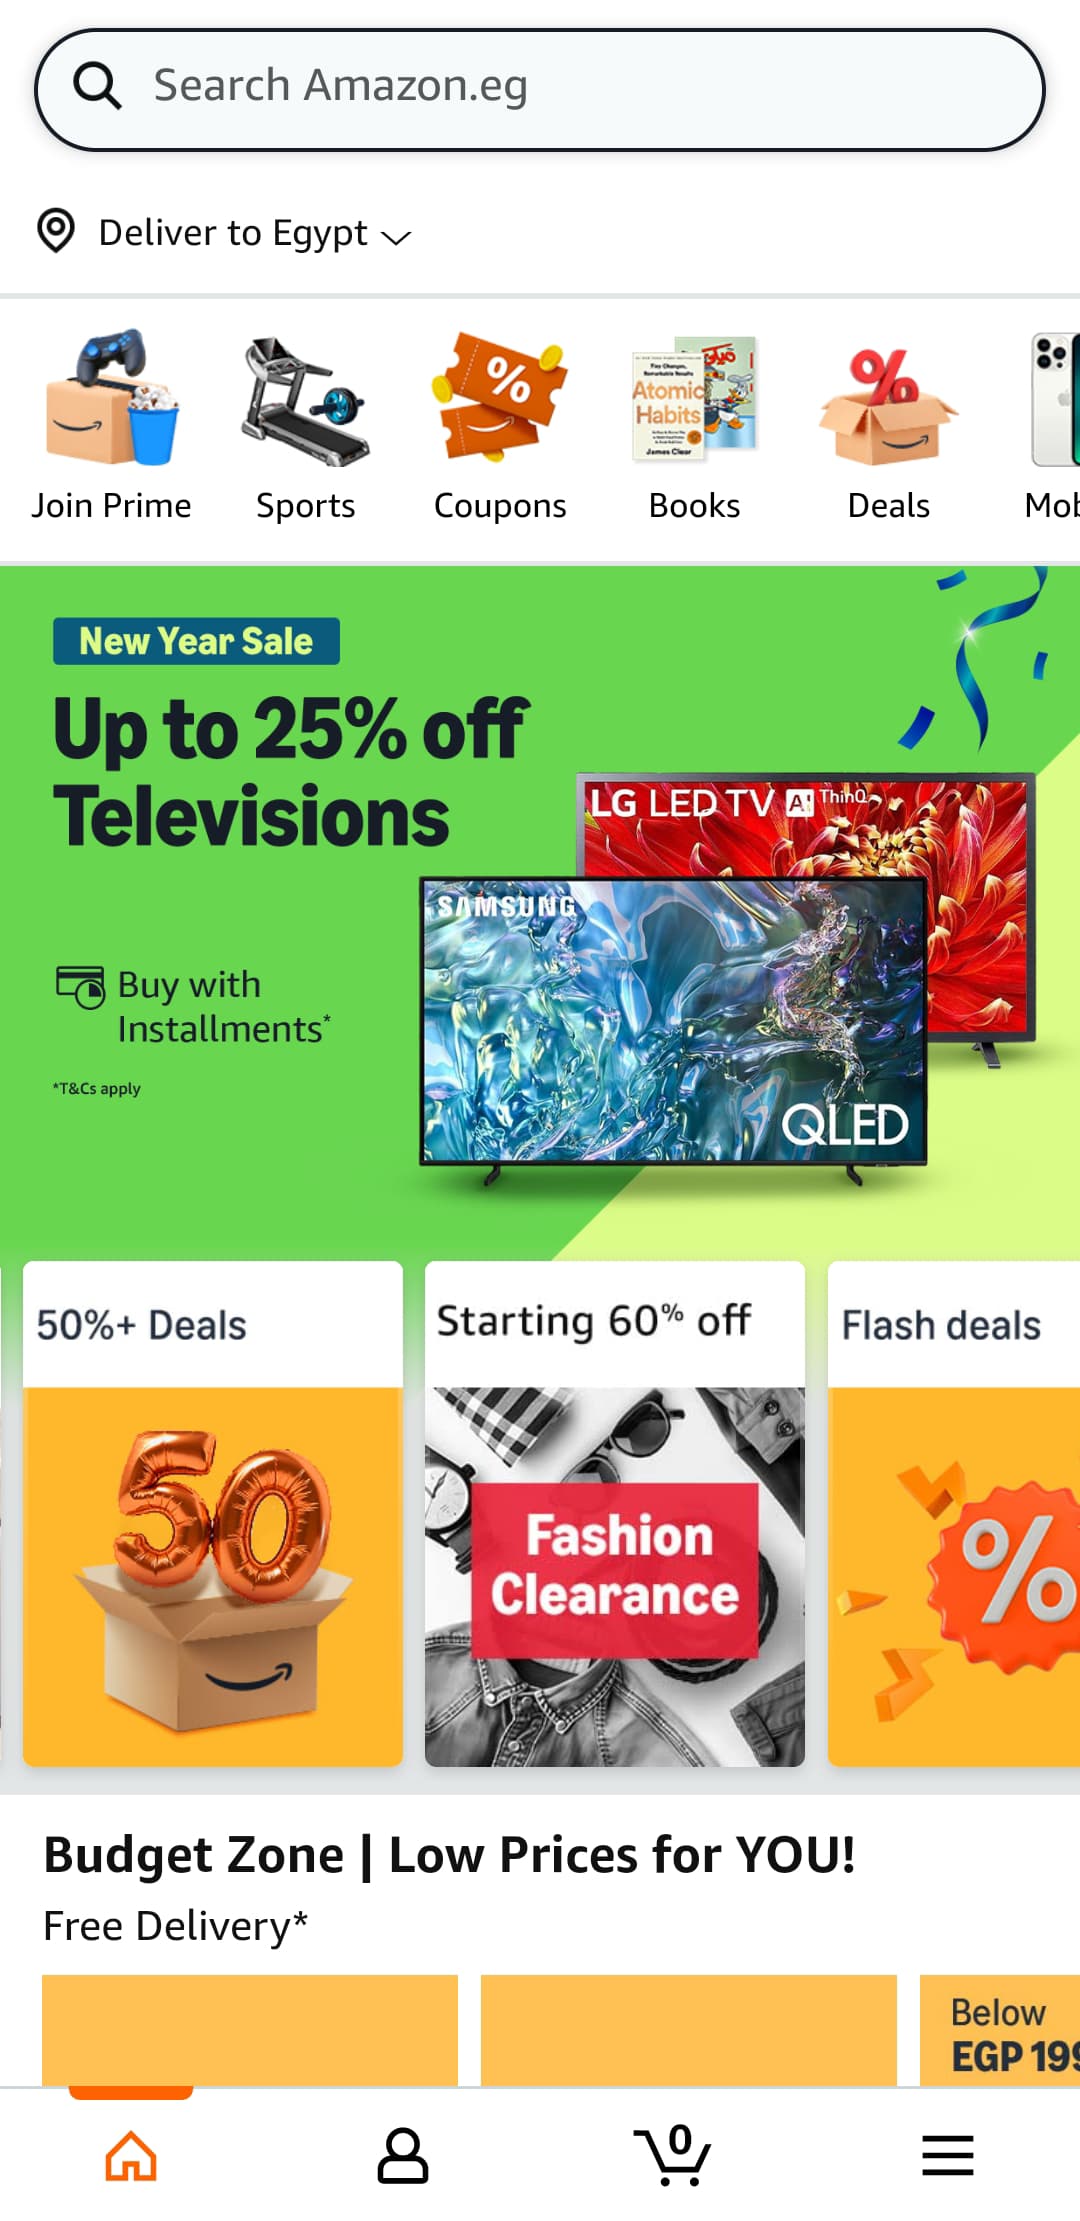 Search Amazon.eg
Deliver to Egypt
Join Prime
Sports
Coupons
Atomic
Habits
James Clear
Books
Deals
New Year Sale
Up to 25% off
Televisions
LG LED TV AI ThinQ
SAMSUNG
QLED
Buy with
Installments*
*T&Cs apply
50%+ Deals
50
Starting 60% off
Fashion
Clearance
Flash deals
%
Budget Zone | Low Prices for YOU!
Free Delivery*
Below
EGP
0